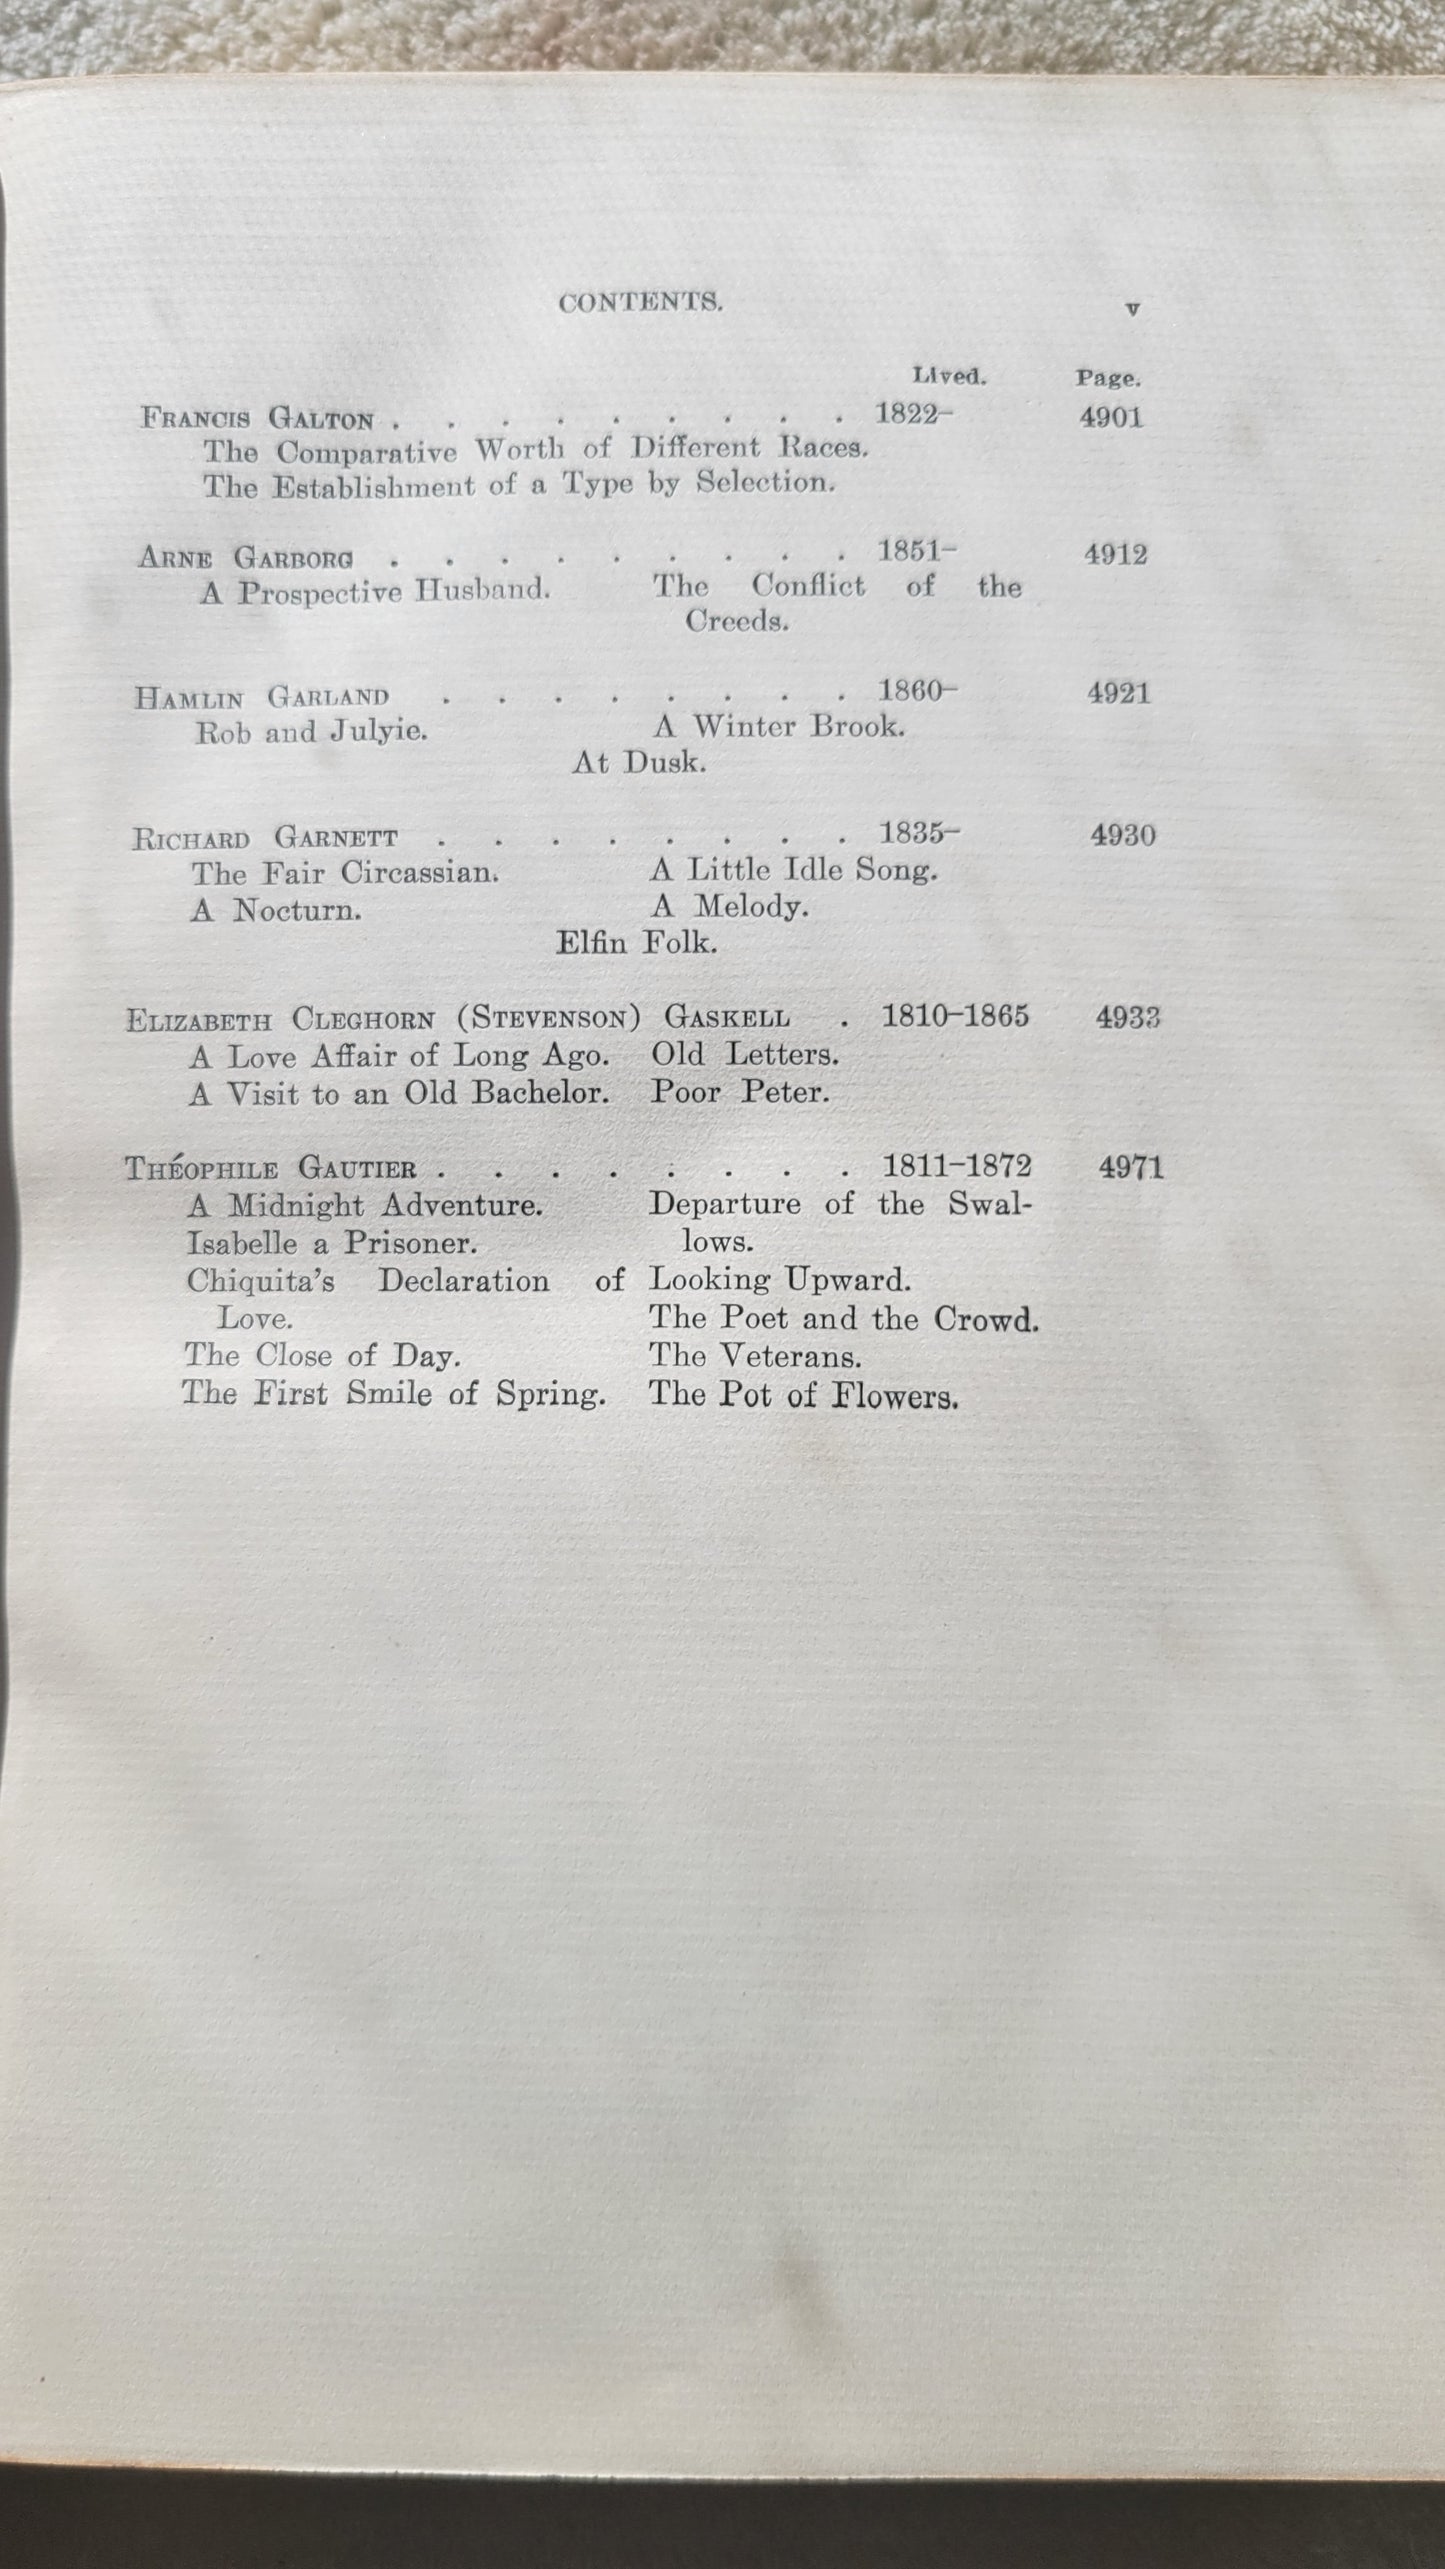 CONTENTS. v
Lived. Page.
FRANCIS GALTON . . . . . . . . . 1822– 4901
The Comparative Worth of Different Races.
The Establishment of a Type by Selection.
ARNE GARBORG . . . . . . . . . 1851– 4912
A Prospective Husband. The Conflict of the
Creeds.
HAMLIN GARLAND . . . . . . . . 1860– 4921
Rob and Julyie. A Winter Brook.
At Dusk.
RICHARD GARNETT . . . . . . . . 1835– 4930
The Fair Circassian. A Little Idle Song.
A Nocturn. A Melody.
Elfin Folk.
ELIZABETH CLEGHORN (STEVENSON) GASKELL . 1810–1865 4933
A Love Affair of Long Ago. Old Letters.
A Visit to an Old Bachelor. Poor Peter.
THÉOPHILE GAUTIER . . . . . . . . 1811–1872 4971
A Midnight Adventure. Departure of the Swal-
Isabelle a Prisoner. lows.
Chiquita's Declaration of Looking Upward.
Love. The Poet and the Crowd.
The Close of Day. The Veterans.
The First Smile of Spring. The Pot of Flowers.